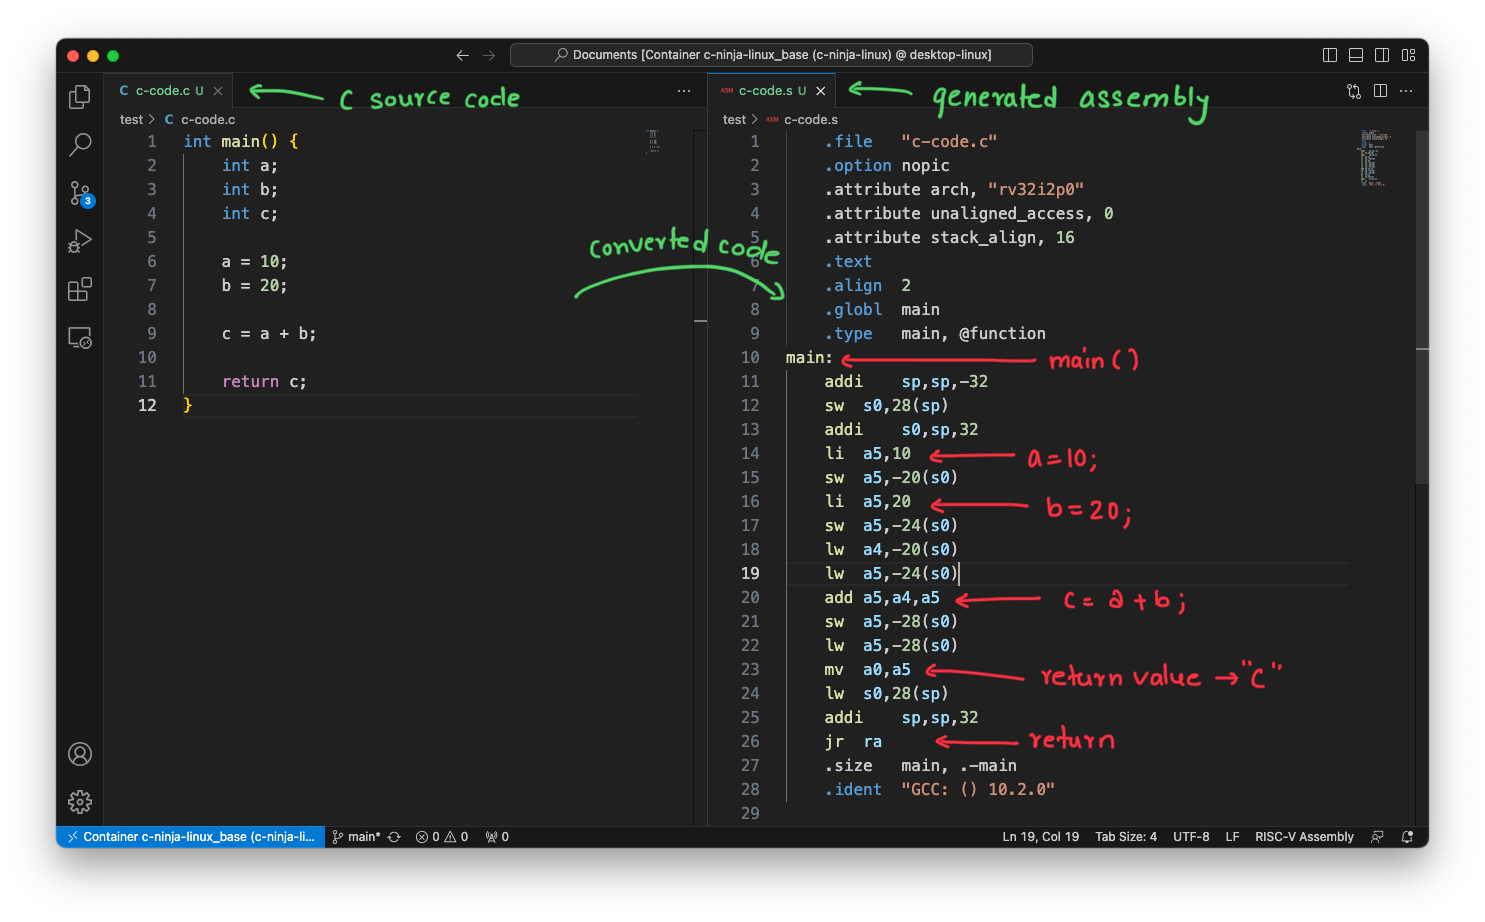 Documents [Container c-ninja-linux_base (c-ninja-linux) @ desktop-linux]
C c-code.c U
C source code
ASM c-code.s U
generated assembly
test > C c-code.c
1 int main() {
2 int a;
3 int b;
4 int c;
5
6 a = 10;
7 b = 20;
8
9 c = a + b;
10
11 return c;
12 }
converted code
test > ASM c-code.s
1 .file "c-code.c"
2 .option nopic
3 .attribute arch, "rv32i2p0"
4 .attribute unaligned_access, 0
5 .attribute stack_align, 16
6 .text
7 .align 2
8 .globl main
9 .type main, @function
10 main: main()
11 addi sp,sp,-32
12 sw s0,28(sp)
13 addi s0,sp,32
14 li a5,10 a=10;
15 sw a5,-20(s0)
16 li a5,20 b=20;
17 sw a5,-24(s0)
18 lw a4,-20(s0)
19 lw a5,-24(s0)
20 add a5,a4,a5 c = a + b;
21 sw a5,-28(s0)
22 lw a5,-28(s0)
23 mv a0,a5 return value → "c"
24 lw s0,28(sp)
25 addi sp,sp,32
26 jr ra return
27 .size main, .-main
28 .ident "GCC: () 10.2.0"
29
3
Container c-ninja-linux_base (c-ninja-li... main* 0 0 0
Ln 19, Col 19 Tab Size: 4 UTF-8 LF RISC-V Assembly